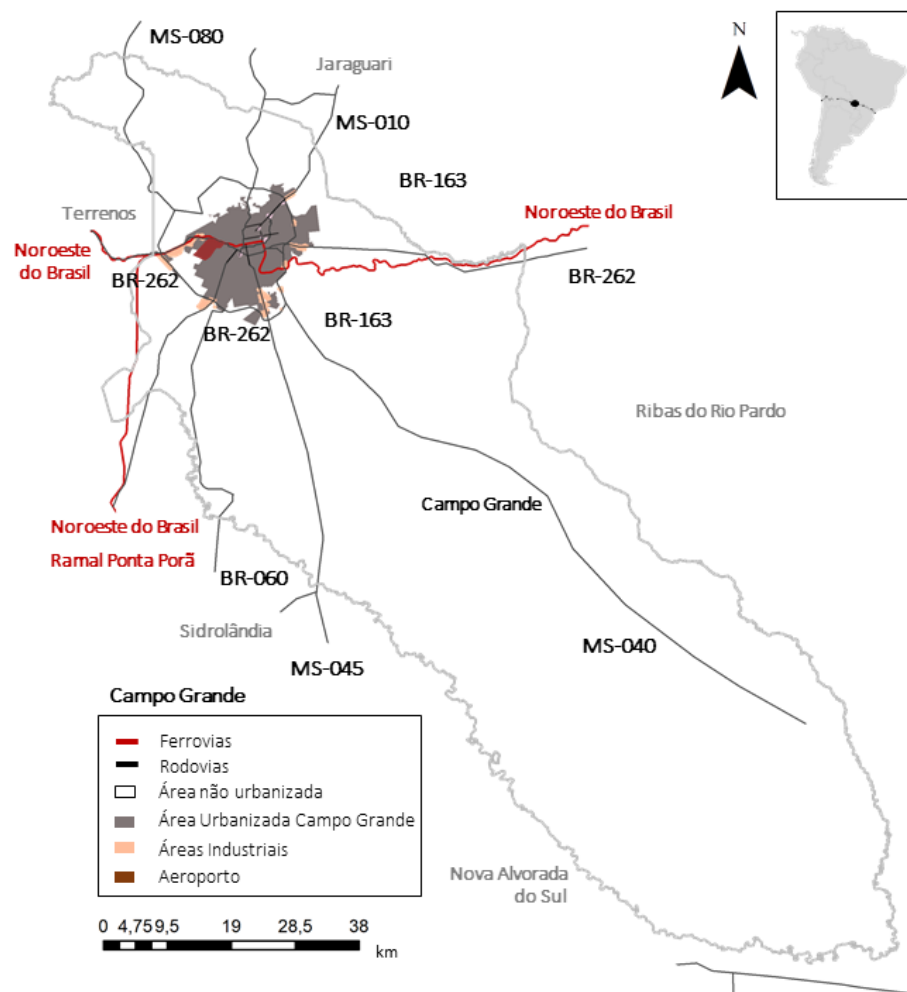 MS-080
N
Jaraguari
MS-010
BR-163
Terrenos
Noroeste do Brasil
Noroeste
do Brasil
BR-262
BR-262
BR-262
BR-163
Ribas do Rio Pardo
Campo Grande
Noroeste do Brasil
Ramal Ponta Porã
BR-060
Sidrolândia
MS-040
MS-045
Campo Grande
Ferrovias
Rodovias
Área não urbanizada
Área Urbanizada Campo Grande
Áreas Industriais
Aeroporto
Nova Alvorada
do Sul
0 4,75 9,5 19 28,5 38
km